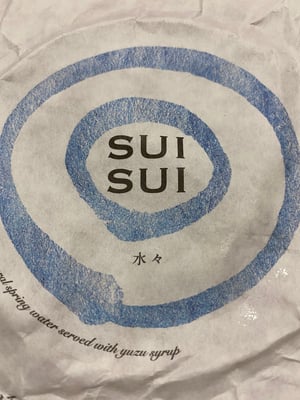 SUI
SUI
水々
spring water served with yuzu syrup